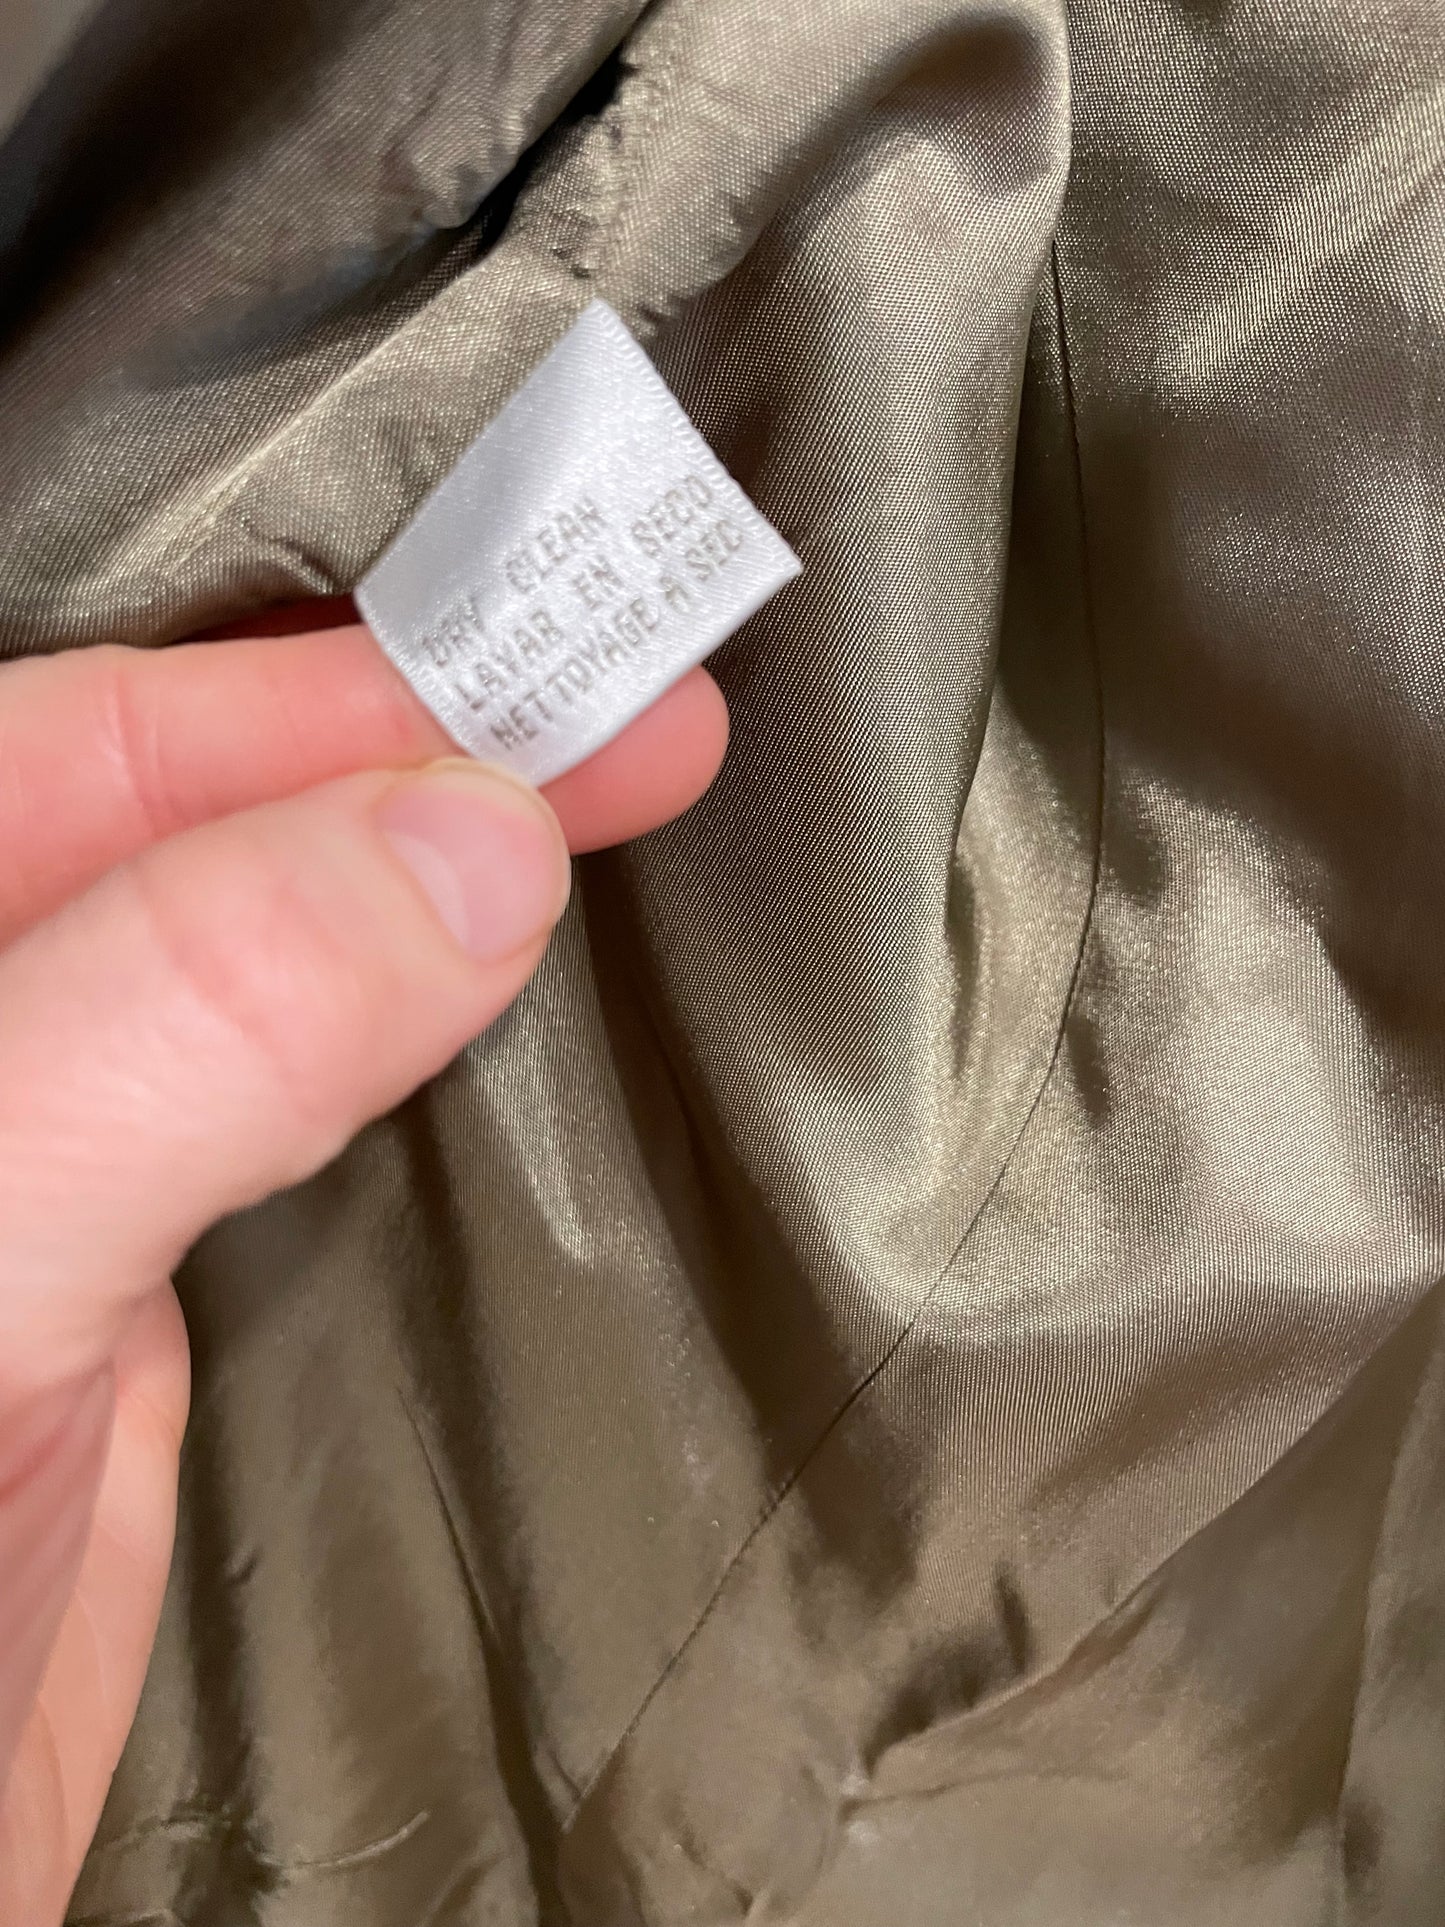 DRY CLEAN
LAVAR EN SECO
NETTOYAGE A SEC